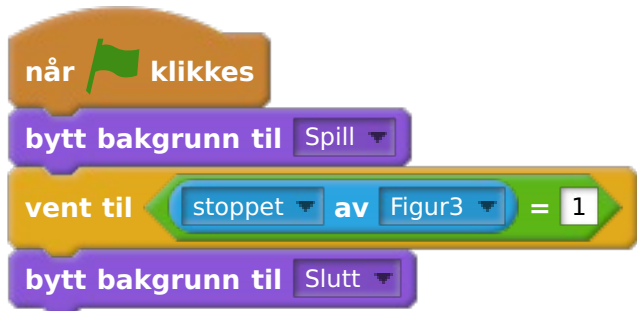 når klikkes
bytt bakgrunn til Spill
vent til stoppet av Figur3 = 1
bytt bakgrunn til Slutt